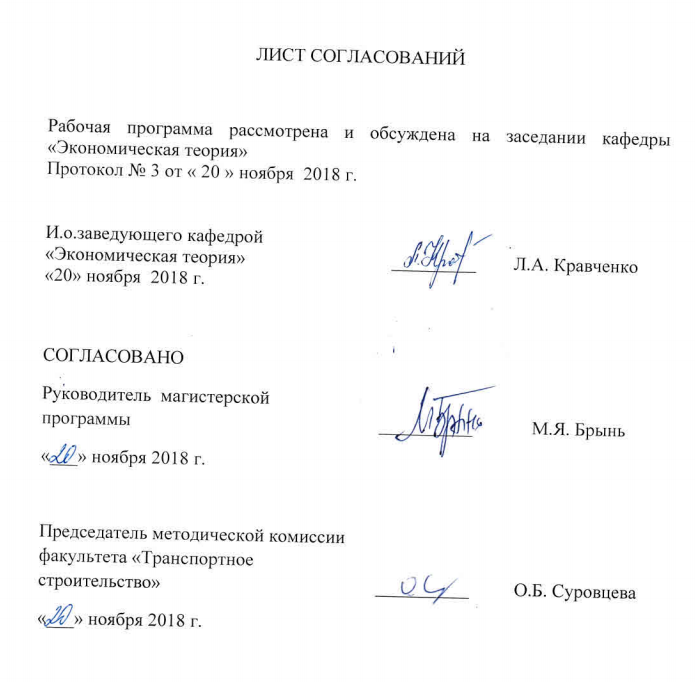 ЛИСТ СОГЛАСОВАНИЙ
Рабочая программа рассмотрена и обсуждена на заседании кафедры
«Экономическая теория»
Протокол № 3 от « 20 » ноября 2018 г.
И.о.заведующего кафедрой
«Экономическая теория»
«20» ноября 2018 г.
Л.А. Кравченко
СОГЛАСОВАНО
Руководитель магистерской
программы
М.Я. Брынь
«20» ноября 2018 г.
Председатель методической комиссии
факультета «Транспортное
строительство»
О.Б. Суровцева
«20» ноября 2018 г.